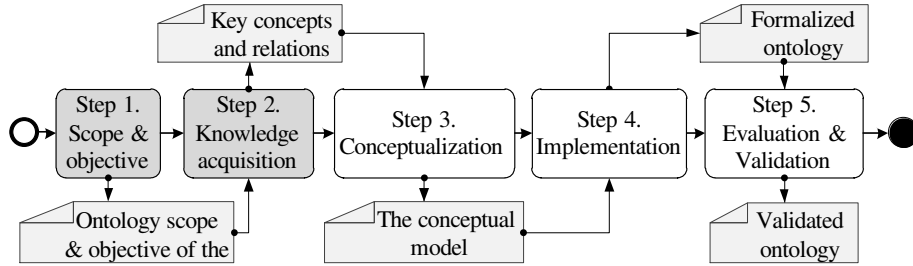 Key concepts
and relations
Formalized
ontology
Step 1.
Scope &
objective
Step 2.
Knowledge
acquisition
Step 3.
Conceptualization
Step 4.
Implementation
Step 5.
Evaluation &
Validation
Ontology scope
& objective of the
The conceptual
model
Validated
ontology